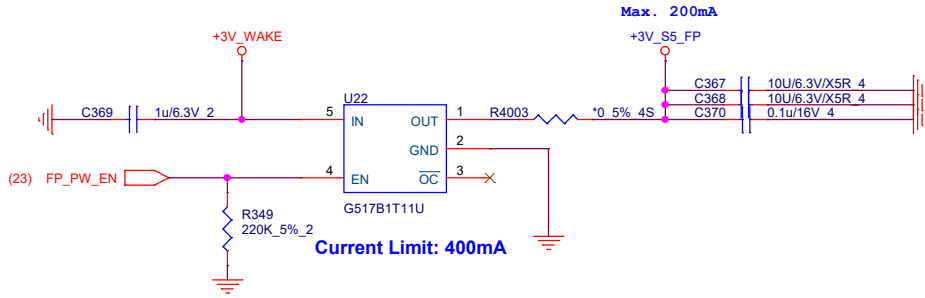 Max. 200mA
+3V_WAKE
+3V_S5_FP
C369 1u/6.3V_2
U22
5 IN
OUT 1
R4003 *0_5%_4S
C367 10U/6.3V/X5R_4
C368 10U/6.3V/X5R_4
C370 0.1u/16V_4
GND 2
(23) FP_PW_EN
4 EN
OC 3
G517B1T11U
R349
220K_5%_2
Current Limit: 400mA